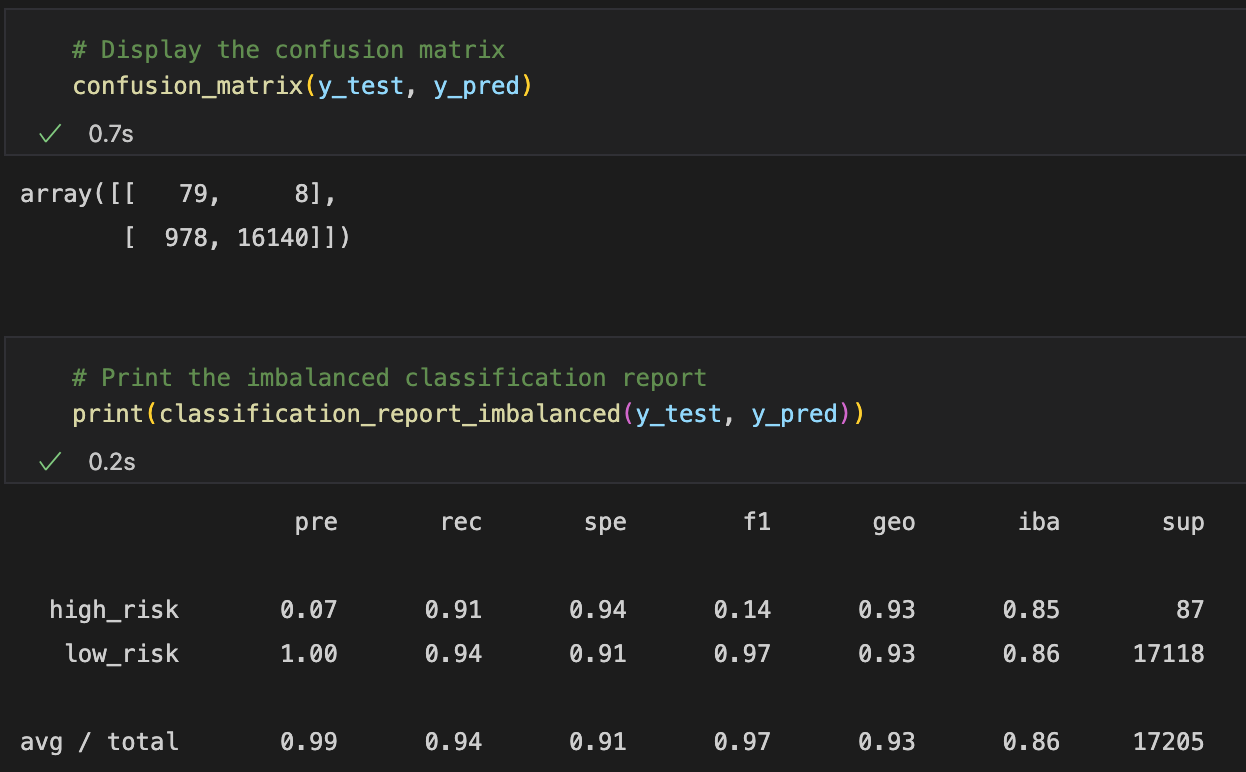 # Display the confusion matrix
confusion_matrix(y_test, y_pred)
0.7s
array([[   79,     8],
       [  978, 16140]])
# Print the imbalanced classification report
print(classification_report_imbalanced(y_test, y_pred))
0.2s
                   pre       rec       spe        f1       geo       iba       sup
  high_risk       0.07      0.91      0.94      0.14      0.93      0.85        87
   low_risk       1.00      0.94      0.91      0.97      0.93      0.86     17118
avg / total       0.99      0.94      0.91      0.97      0.93      0.86     17205